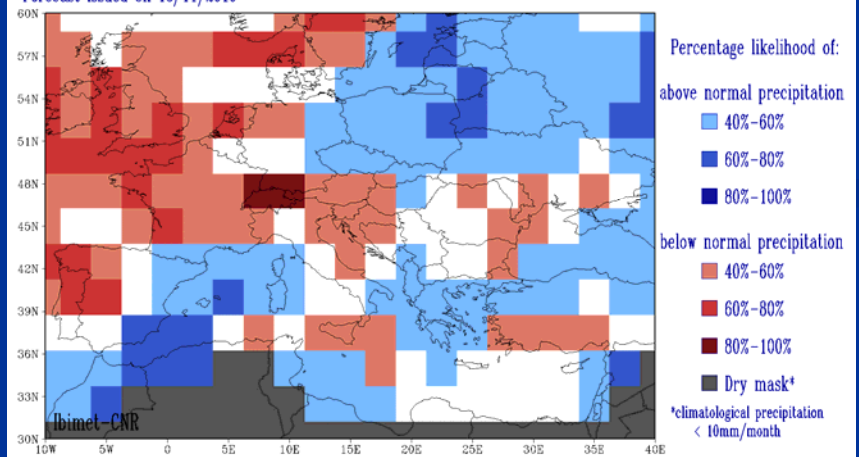 60N
57N
54N
51N
48N
45N
42N
39N
36N
33N
30N
10W 5W 0 5E 10E 15E 20E 25E 30E 35E 40E
Ibimet-CNR
Percentage likelihood of:
above normal precipitation
40%-60%
60%-80%
80%-100%
below normal precipitation
40%-60%
60%-80%
80%-100%
Dry mask*
*climatological precipitation
< 10mm/month